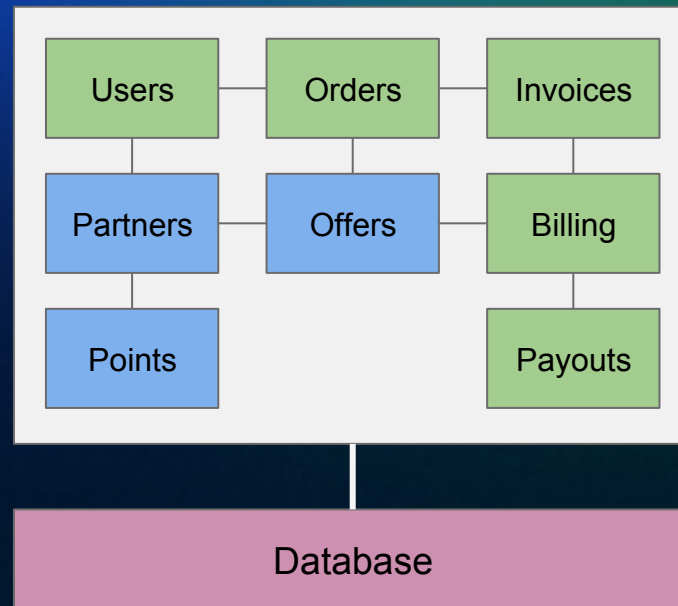 Users
Orders
Invoices
Partners
Offers
Billing
Points
Payouts
Database